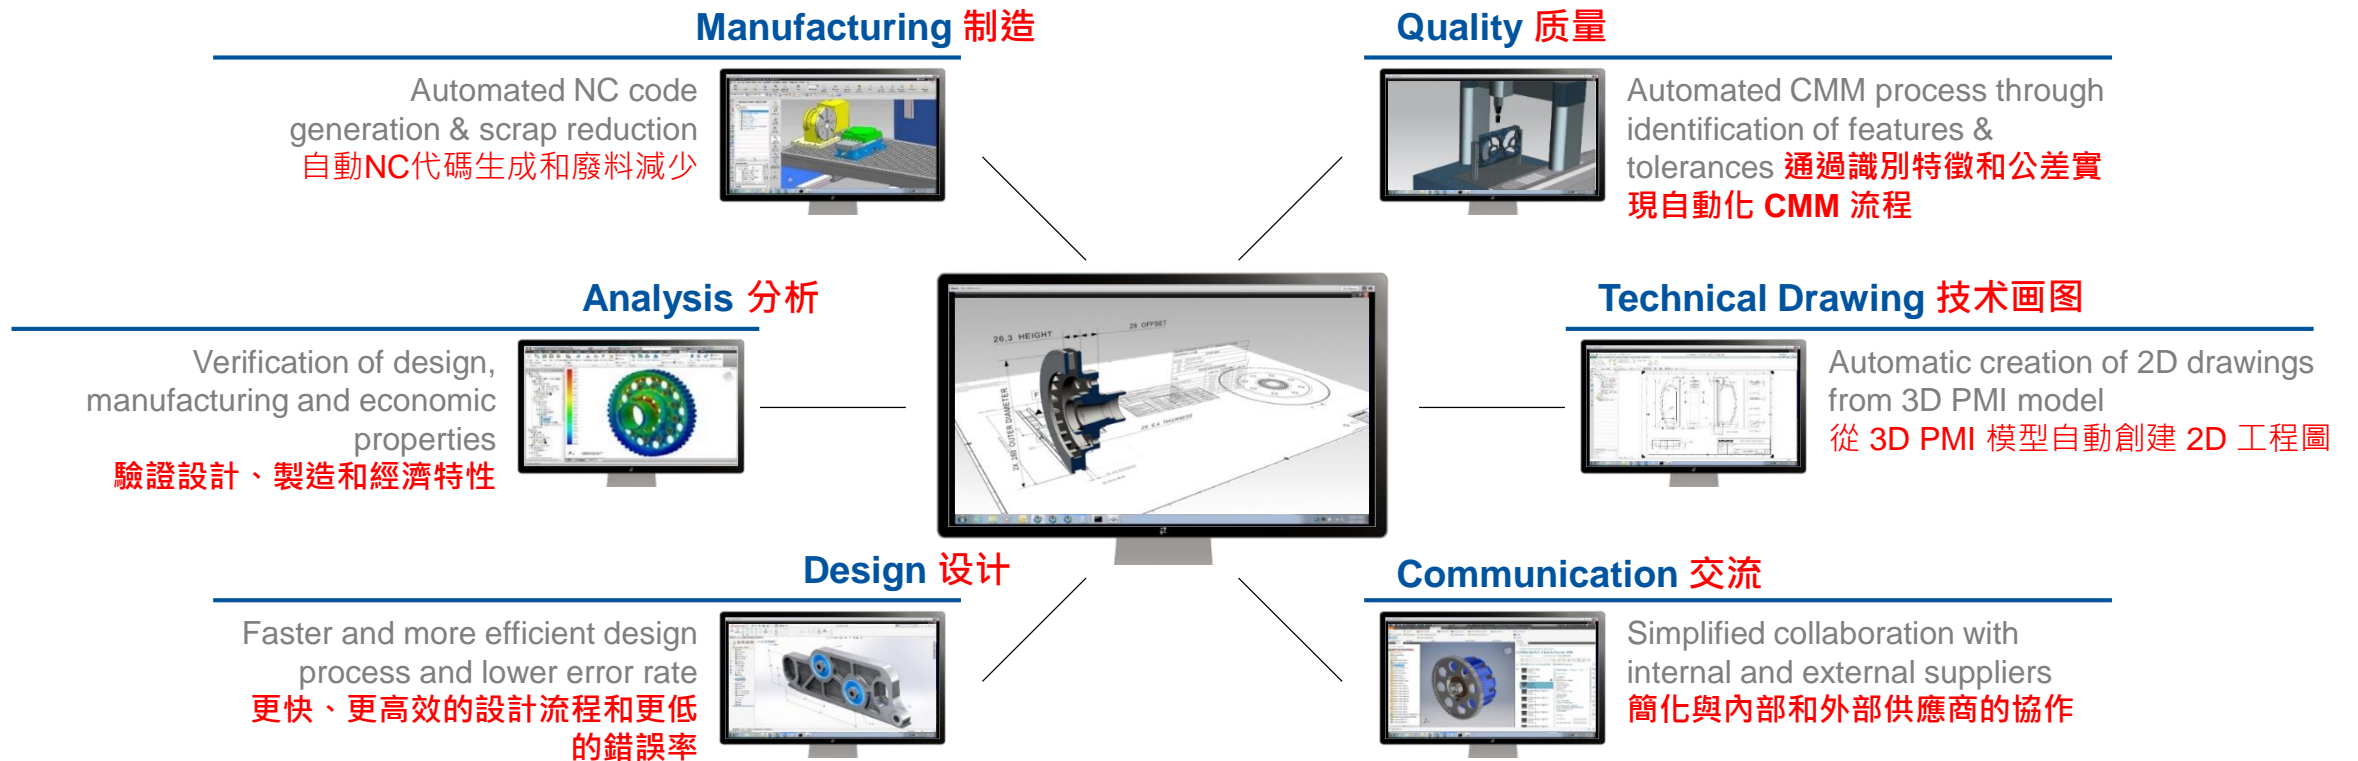 Manufacturing 制造
Automated NC code
generation & scrap reduction
自動NC代碼生成和廢料減少
Quality 质量
Automated CMM process through
identification of features &
tolerances 通過識別特徵和公差實
現自動化 CMM 流程
Analysis 分析
Verification of design,
manufacturing and economic
properties
驗證設計、製造和經濟特性
26.3 HEIGHT
26 OFFSET
2X 150 OUTER DIAMETER
2X 6.4 THICKNESS
Technical Drawing 技术画图
Automatic creation of 2D drawings
from 3D PMI model
從 3D PMI 模型自動創建 2D 工程圖
Design 设计
Faster and more efficient design
process and lower error rate
更快、更高效的設計流程和更低
的錯誤率
Communication 交流
Simplified collaboration with
internal and external suppliers
簡化與內部和外部供應商的協作